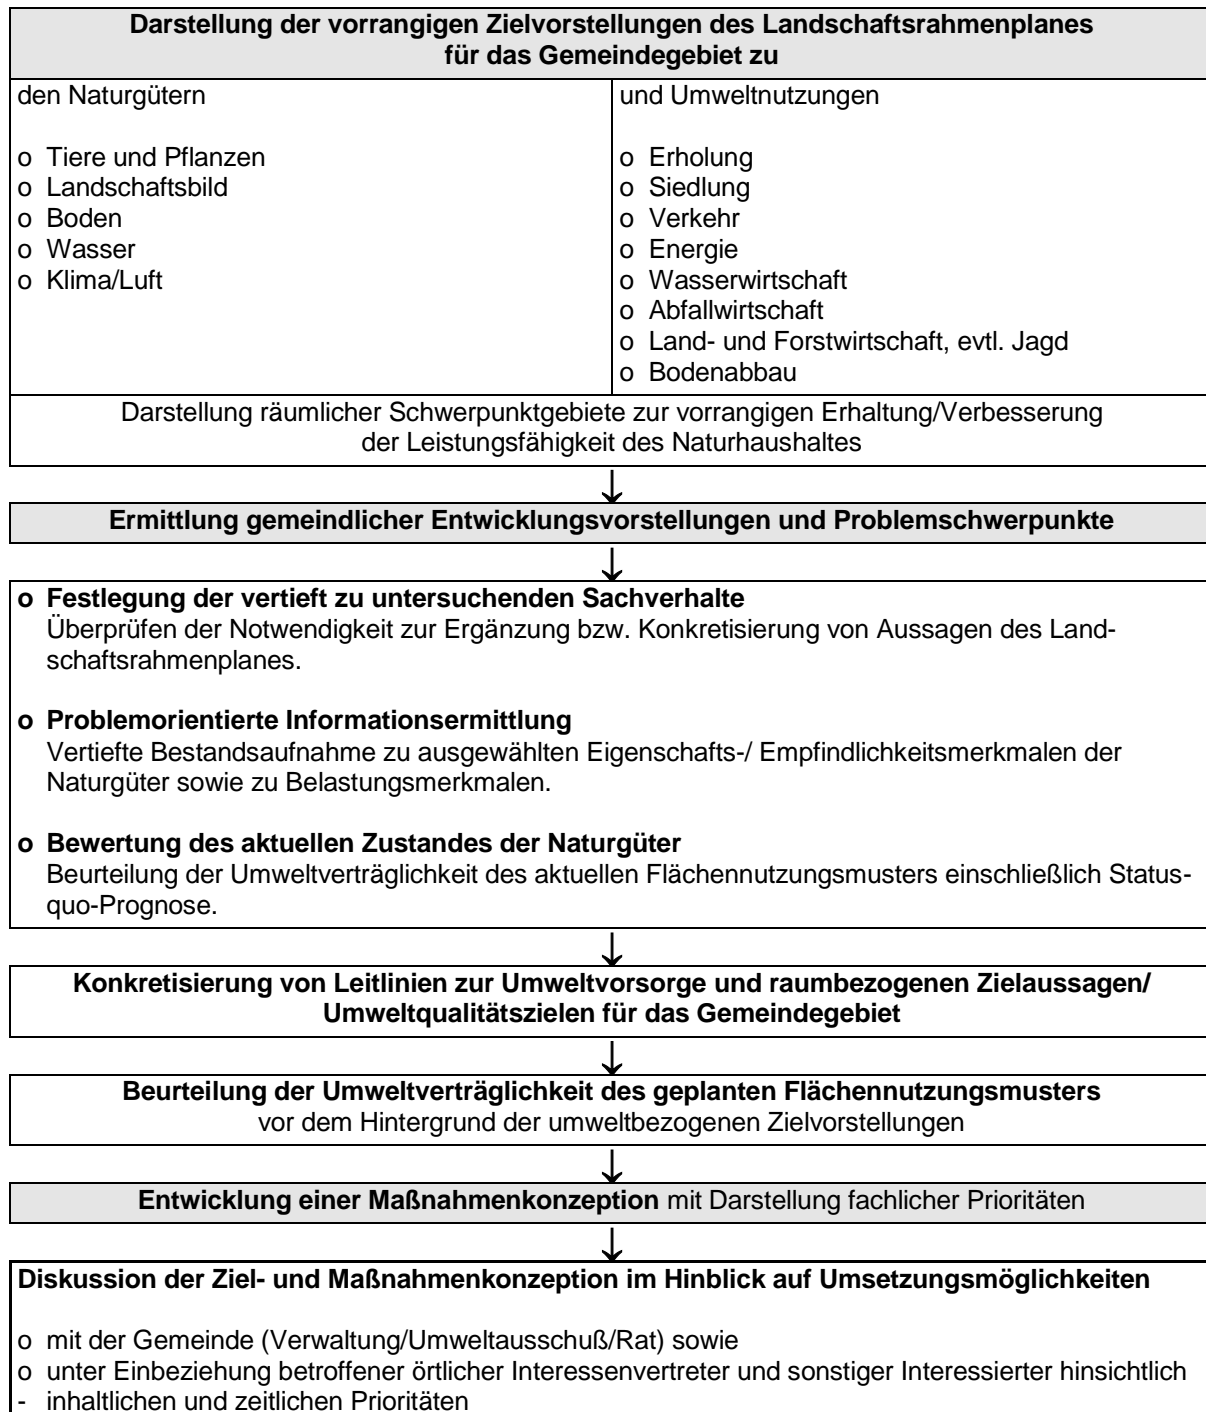 Darstellung der vorrangigen Zielvorstellungen des Landschaftsrahmenplanes
für das Gemeindegebiet zu
den Naturgütern
o Tiere und Pflanzen
o Landschaftsbild
o Boden
o Wasser
o Klima/Luft
und Umweltnutzungen
o Erholung
o Siedlung
o Verkehr
o Energie
o Wasserwirtschaft
o Abfallwirtschaft
o Land- und Forstwirtschaft, evtl. Jagd
o Bodenabbau
Darstellung räumlicher Schwerpunktgebiete zur vorrangigen Erhaltung/Verbesserung
der Leistungsfähigkeit des Naturhaushaltes
Ermittlung gemeindlicher Entwicklungsvorstellungen und Problemschwerpunkte
o Festlegung der vertieft zu untersuchenden Sachverhalte
Überprüfen der Notwendigkeit zur Ergänzung bzw. Konkretisierung von Aussagen des Land-
schaftsrahmenplanes.
o Problemorientierte Informationsermittlung
Vertiefte Bestandsaufnahme zu ausgewählten Eigenschafts-/ Empfindlichkeitsmerkmalen der
Naturgüter sowie zu Belastungsmerkmalen.
o Bewertung des aktuellen Zustandes der Naturgüter
Beurteilung der Umweltverträglichkeit des aktuellen Flächennutzungsmusters einschließlich Status-
quo-Prognose.
Konkretisierung von Leitlinien zur Umweltvorsorge und raumbezogenen Zielaussagen/
Umweltqualitätszielen für das Gemeindegebiet
Beurteilung der Umweltverträglichkeit des geplanten Flächennutzungsmusters
vor dem Hintergrund der umweltbezogenen Zielvorstellungen
Entwicklung einer Maßnahmenkonzeption mit Darstellung fachlicher Prioritäten
Diskussion der Ziel- und Maßnahmenkonzeption im Hinblick auf Umsetzungsmöglichkeiten
o mit der Gemeinde (Verwaltung/Umweltausschuß/Rat) sowie
o unter Einbeziehung betroffener örtlicher Interessenvertreter und sonstiger Interessierter hinsichtlich
- inhaltlichen und zeitlichen Prioritäten